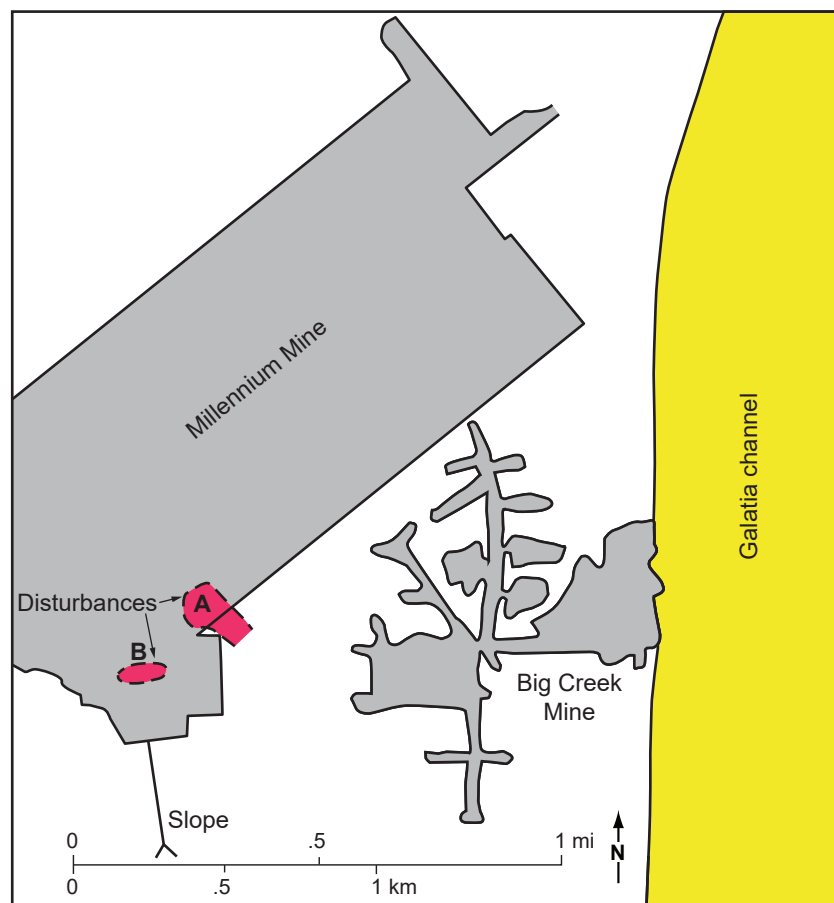 Millennium Mine
Galatia channel
Disturbances
A
B
Big Creek
Mine
Slope
0 .5 1 mi
0 .5 1 km
N